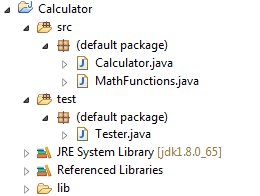 Calculator
src
(default package)
Calculator.java
MathFunctions.java
test
(default package)
Tester.java
JRE System Library [jdk1.8.0_65]
Referenced Libraries
lib